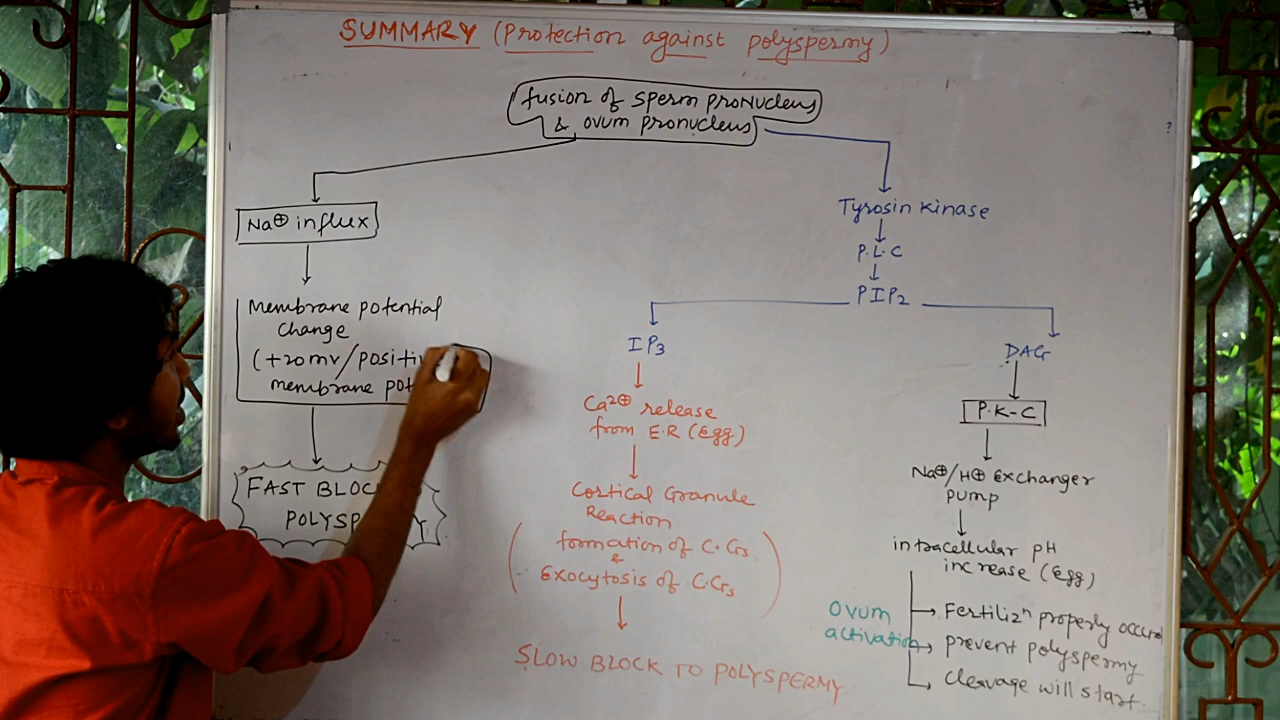 SUMMARY (Protection against polyspermy)
fusion of sperm proNucleus
& ovum pronucleus
?
Na⊕ influx
Membrane potential
change
(+20mv/positi
membrane pot
FAST BLOC
POLYSP Y
Tyrosin kinase
P.L.C
PIP2
IP3
Ca2⊕ release
from E.R (Egg)
Cortical Granule
Reaction
formation of C.Gs
&
Exocytosis of C.Gs
SLOW BLOCK TO POLYSPERMY
DAG
P.K-C
Na⊕/H⊕ exchanger
pump
intracellular pH
increase (egg)
Ovum
activation
Fertilizn properly occur
prevent polyspermy
cleavage will start.